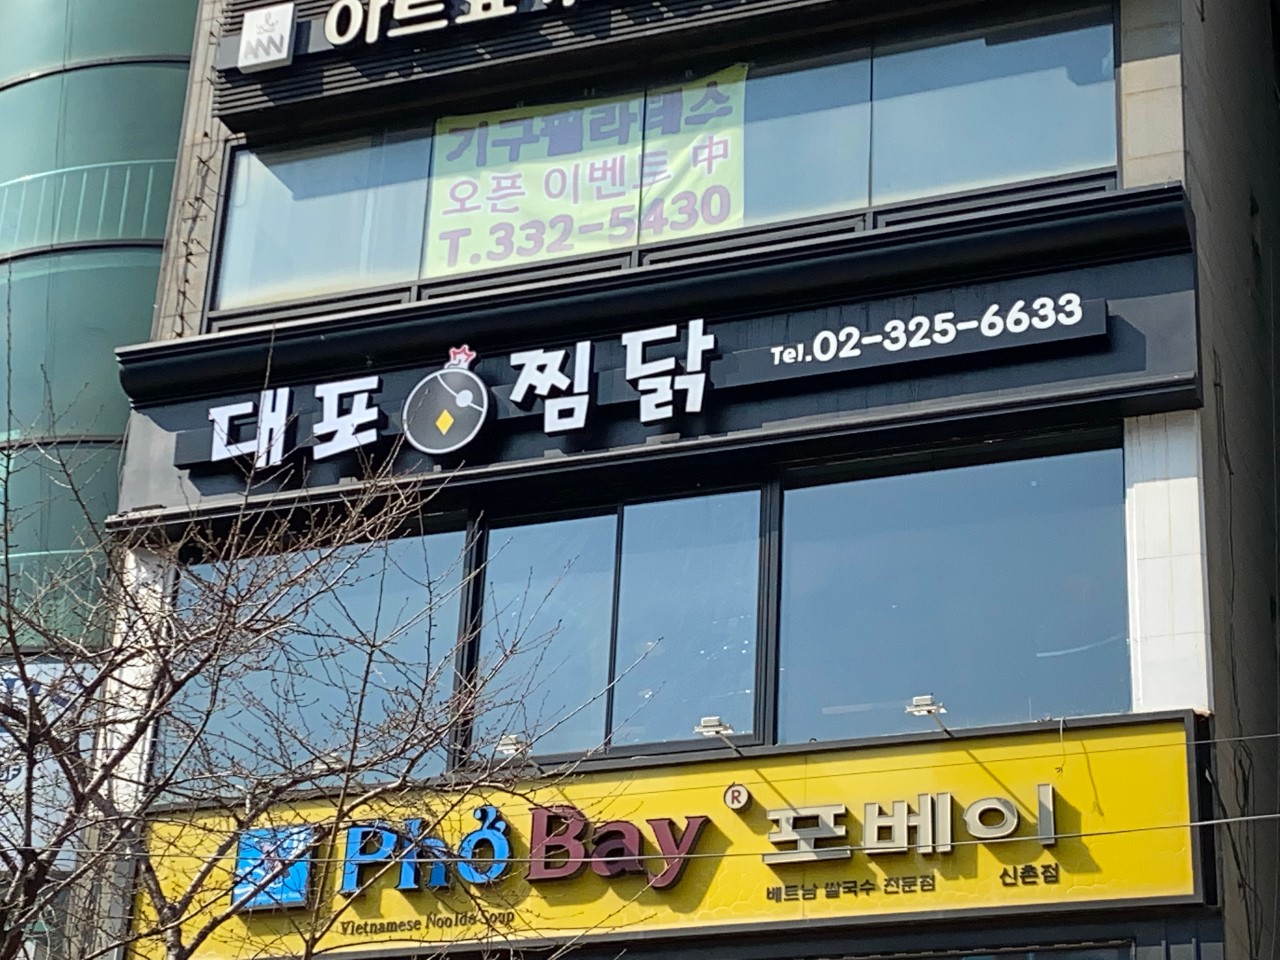 기구필라테스
오픈 이벤트 中
T.332-5430
대포찜닭 Tel.02-325-6633
Phở Bay ® 포베이
Vietnamese Noolde Soup 베트남 쌀국수 전문점 신촌점